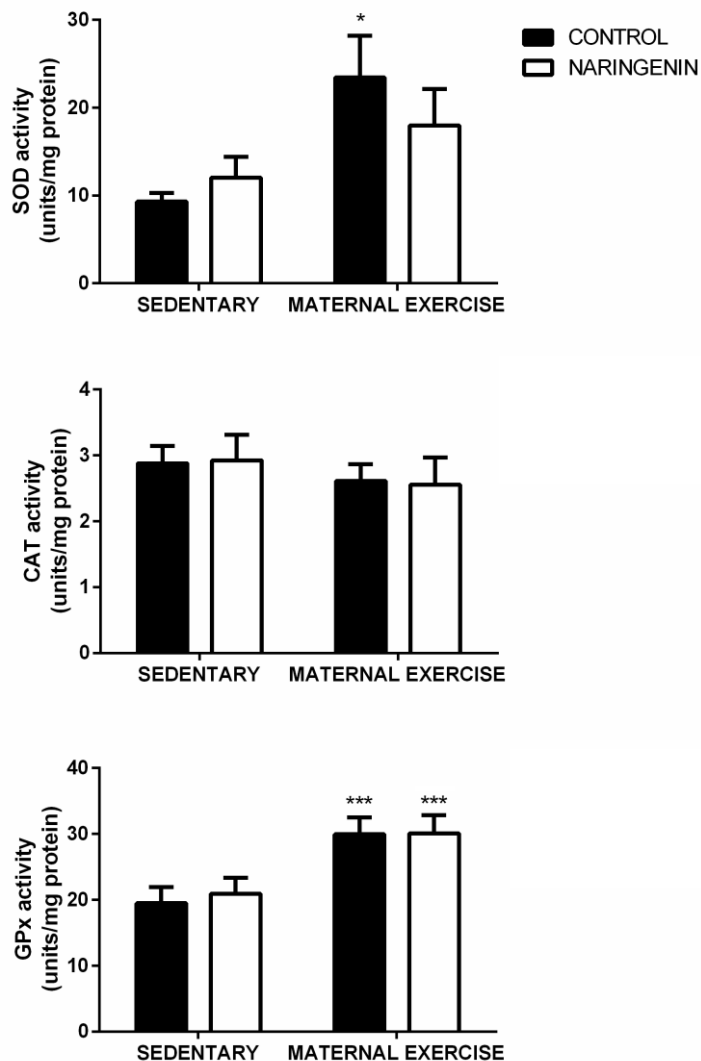 30
*
CONTROL
NARINGENIN
20
10
0
SOD activity
(units/mg protein)
SEDENTARY MATERNAL EXERCISE
4
3
2
1
0
CAT activity
(units/mg protein)
SEDENTARY MATERNAL EXERCISE
40
*** ***
30
20
10
0
GPx activity
(units/mg protein)
SEDENTARY MATERNAL EXERCISE